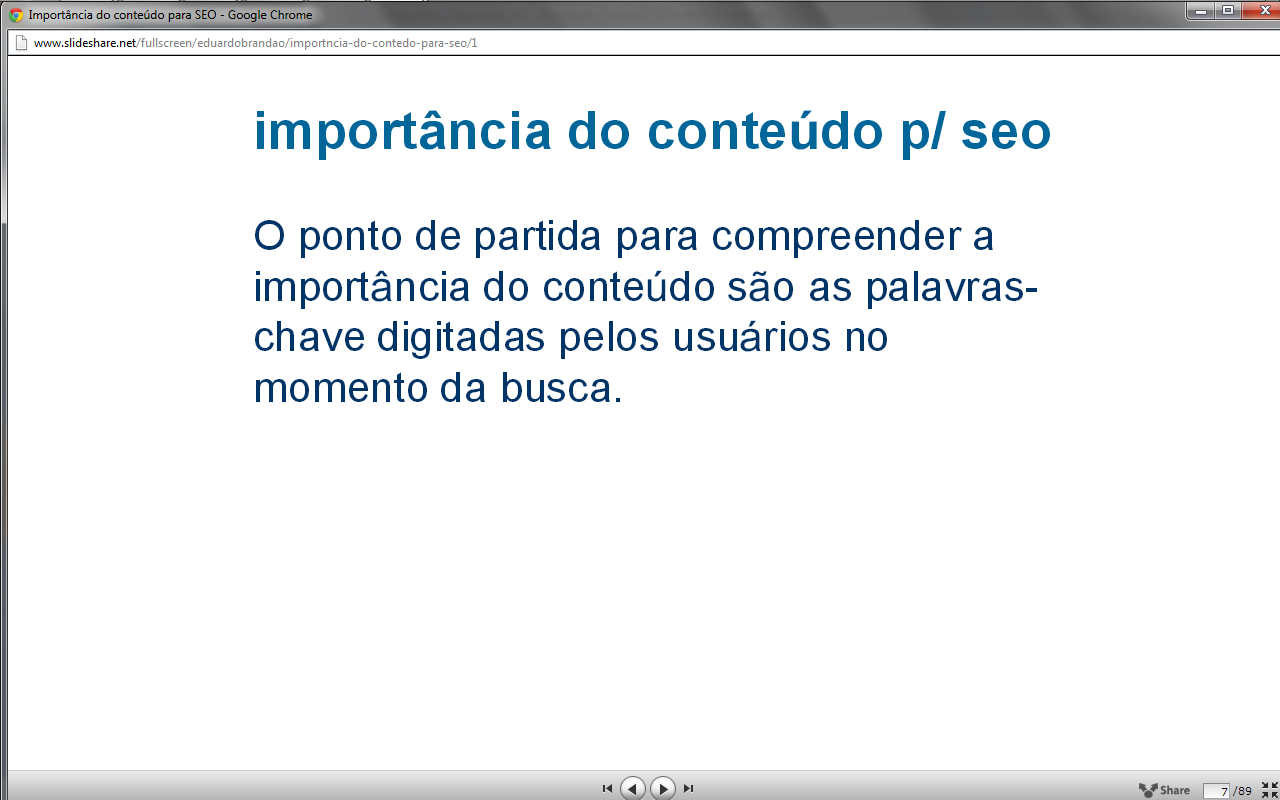 Importância do conteúdo para SEO - Google Chrome
www.slideshare.net/fullscreen/eduardobrandao/importncia-do-contedo-para-seo/1
importância do conteúdo p/ seo
O ponto de partida para compreender a
importância do conteúdo são as palavras-
chave digitadas pelos usuários no
momento da busca.
Share 7 /89